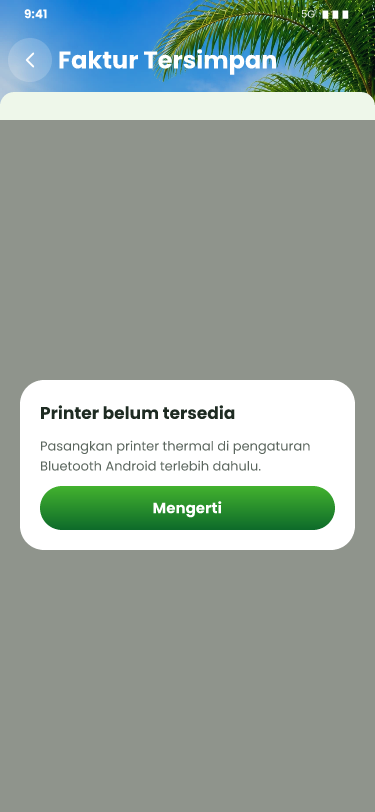 9:41
5G
Faktur Tersimpan
Printer belum tersedia
Pasangkan printer thermal di pengaturan
Bluetooth Android terlebih dahulu.
Mengerti